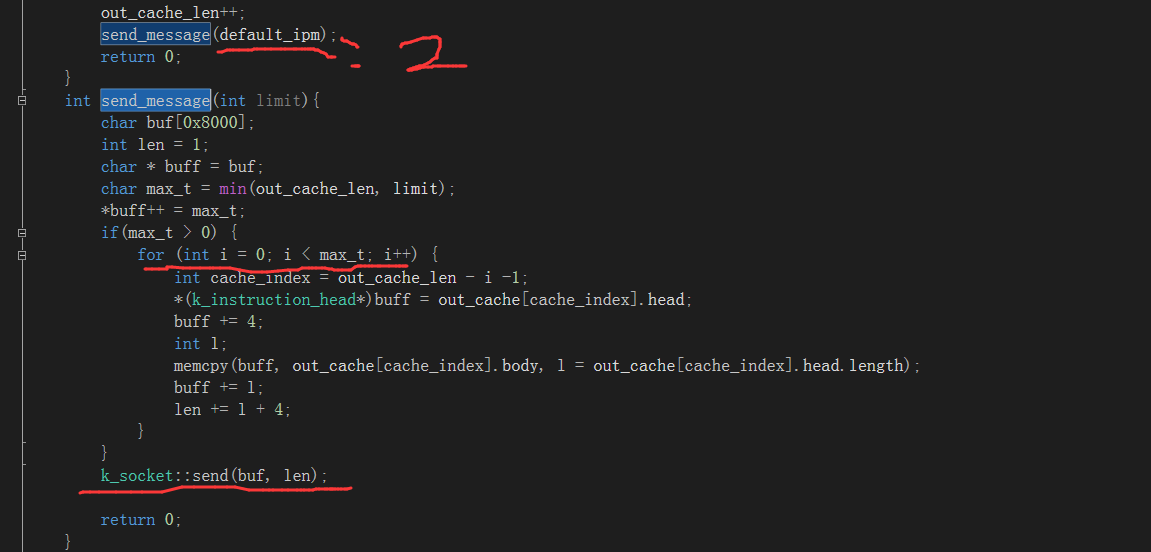 out_cache_len++;
send_message(default_ipm); : 2
return 0;
}
int send_message(int limit){
char buf[0x8000];
int len = 1;
char * buff = buf;
char max_t = min(out_cache_len, limit);
*buff++ = max_t;
if(max_t > 0) {
for (int i = 0; i < max_t; i++) {
int cache_index = out_cache_len - i -1;
*(k_instruction_head*)buff = out_cache[cache_index].head;
buff += 4;
int l;
memcpy(buff, out_cache[cache_index].body, l = out_cache[cache_index].head.length);
buff += l;
len += l + 4;
}
}
k_socket::send(buf, len);
return 0;
}